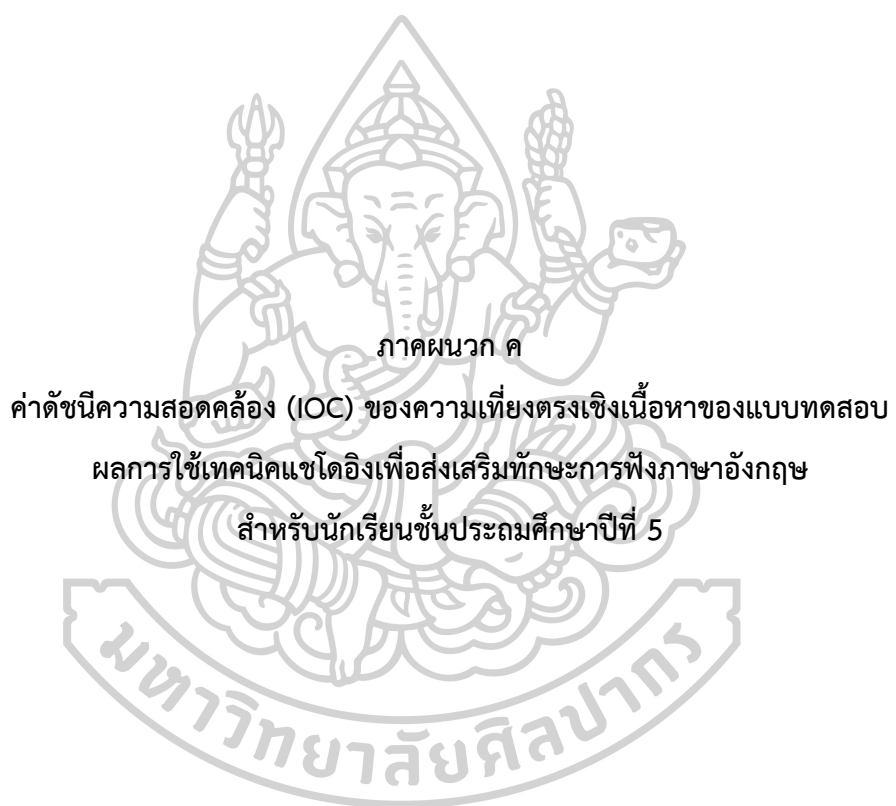 ภาคผนวก ค
ค่าดัชนีความสอดคล้อง (IOC) ของความเที่ยงตรงเชิงเนื้อหาของแบบทดสอบ
ผลการใช้เทคนิคแชโดอิงเพื่อส่งเสริมทักษะการฟังภาษาอังกฤษ
สำหรับนักเรียนชั้นประถมศึกษาปีที่ 5
มหาวิทยาลัยศิลปากร